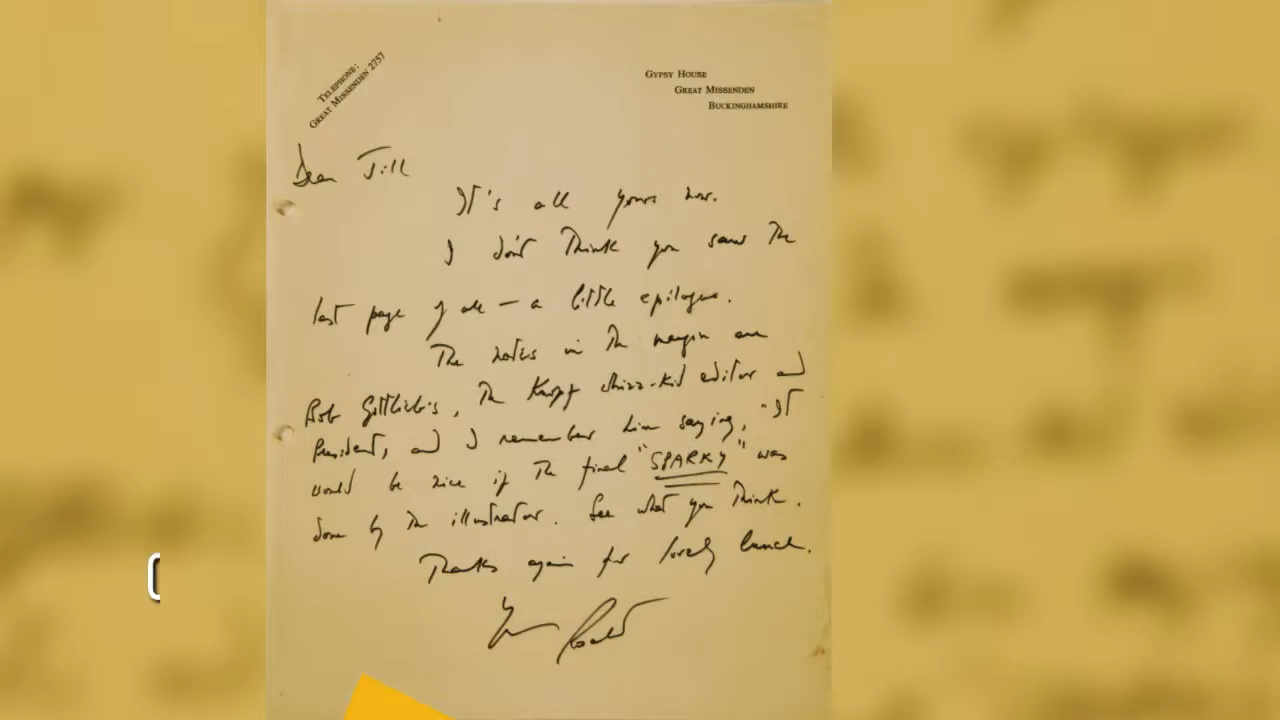 TELEPHONE:
GREAT MISSENDEN 2757
GYPSY HOUSE
GREAT MISSENDEN
BUCKINGHAMSHIRE
Dear Jill
It's all yours now.
I don't think you saw the
last page of all — a little epilogue.
The notes in the margin are
Bob Gottlieb's, the Knopf whizz-kid editor and
President, and I remember him saying, "It
would be nice if the final "SPARKY" was
done by the illustrator. See what you think.
Thanks again for lovely lunch.
Yours Roald